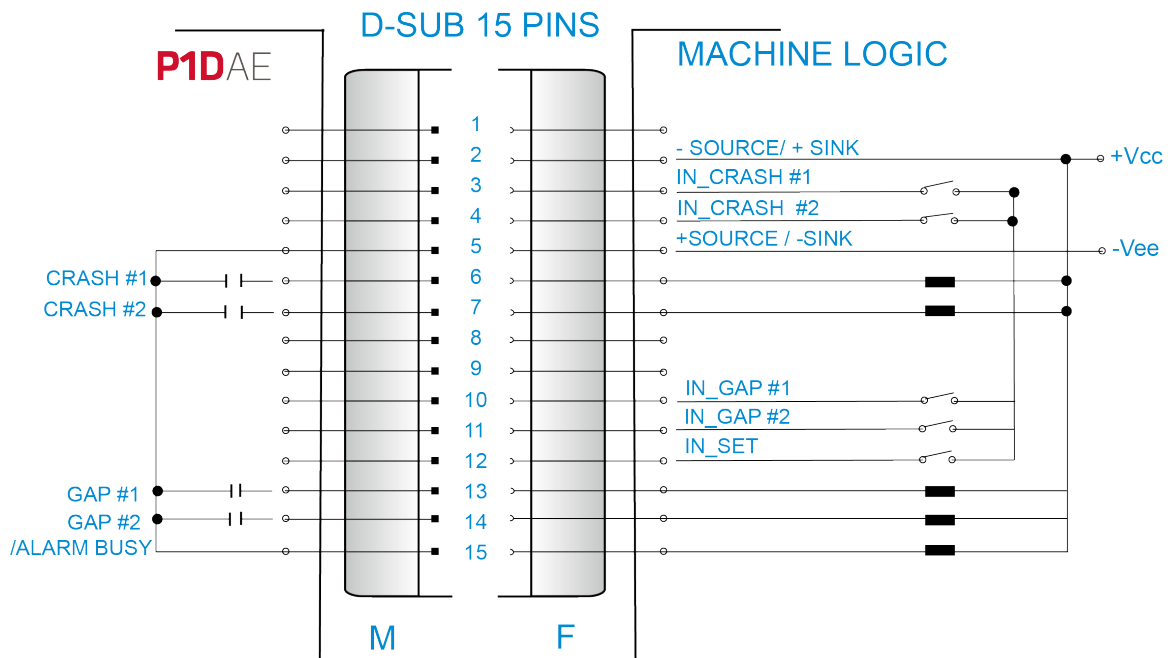 D-SUB 15 PINS
P1DAE
MACHINE LOGIC
1
2
- SOURCE/ + SINK
+Vcc
3
IN_CRASH #1
4
IN_CRASH #2
5
+SOURCE / -SINK
-Vee
CRASH #1
6
CRASH #2
7
8
9
10
IN_GAP #1
11
IN_GAP #2
12
IN_SET
GAP #1
13
GAP #2
14
/ALARM BUSY
15
M
F